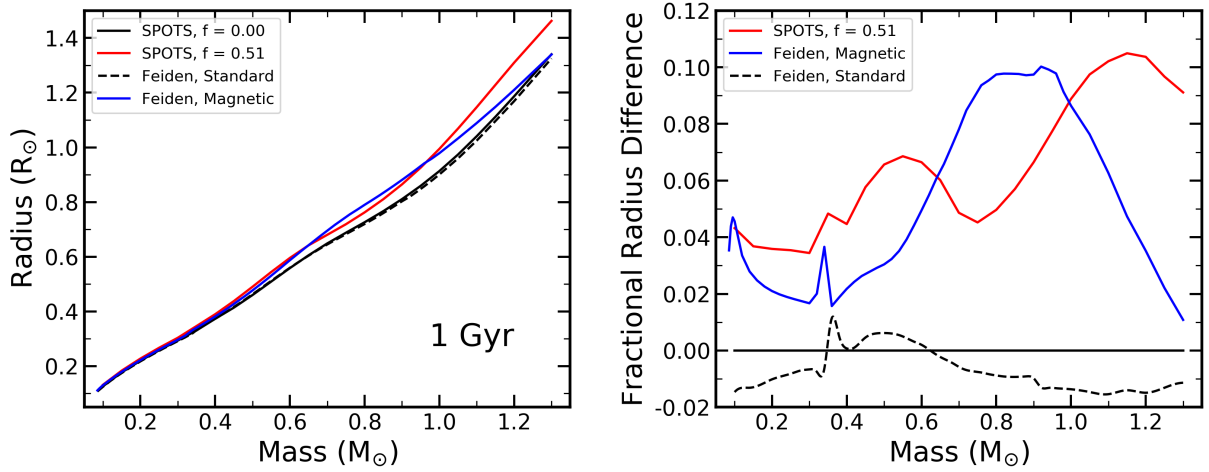 1.4
1.2
1.0
0.8
0.6
0.4
0.2
Radius (R⊙)
SPOTS, f = 0.00
SPOTS, f = 0.51
Feiden, Standard
Feiden, Magnetic
1 Gyr
0.2 0.4 0.6 0.8 1.0 1.2
Mass (M⊙)
0.12
0.10
0.08
0.06
0.04
0.02
0.00
-0.02
Fractional Radius Difference
SPOTS, f = 0.51
Feiden, Magnetic
Feiden, Standard
0.2 0.4 0.6 0.8 1.0 1.2
Mass (M⊙)